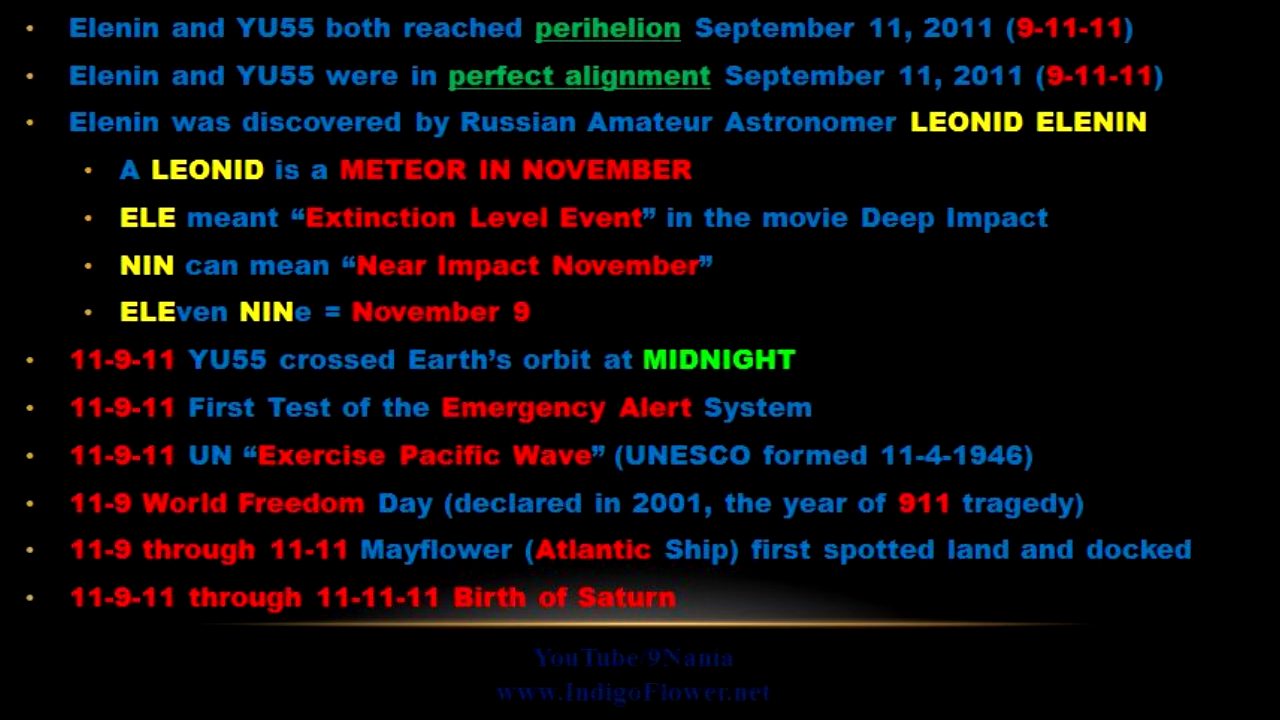 • Elenin and YU55 both reached perihelion September 11, 2011 (9-11-11)
• Elenin and YU55 were in perfect alignment September 11, 2011 (9-11-11)
• Elenin was discovered by Russian Amateur Astronomer LEONID ELENIN
• A LEONID is a METEOR IN NOVEMBER
• ELE meant “Extinction Level Event” in the movie Deep Impact
• NIN can mean “Near Impact November”
• ELEven NINe = November 9
• 11-9-11 YU55 crossed Earth’s orbit at MIDNIGHT
• 11-9-11 First Test of the Emergency Alert System
• 11-9-11 UN “Exercise Pacific Wave” (UNESCO formed 11-4-1946)
• 11-9 World Freedom Day (declared in 2001, the year of 911 tragedy)
• 11-9 through 11-11 Mayflower (Atlantic Ship) first spotted land and docked
• 11-9-11 through 11-11-11 Birth of Saturn
YouTube/9Nania
www.IndigoFlower.net